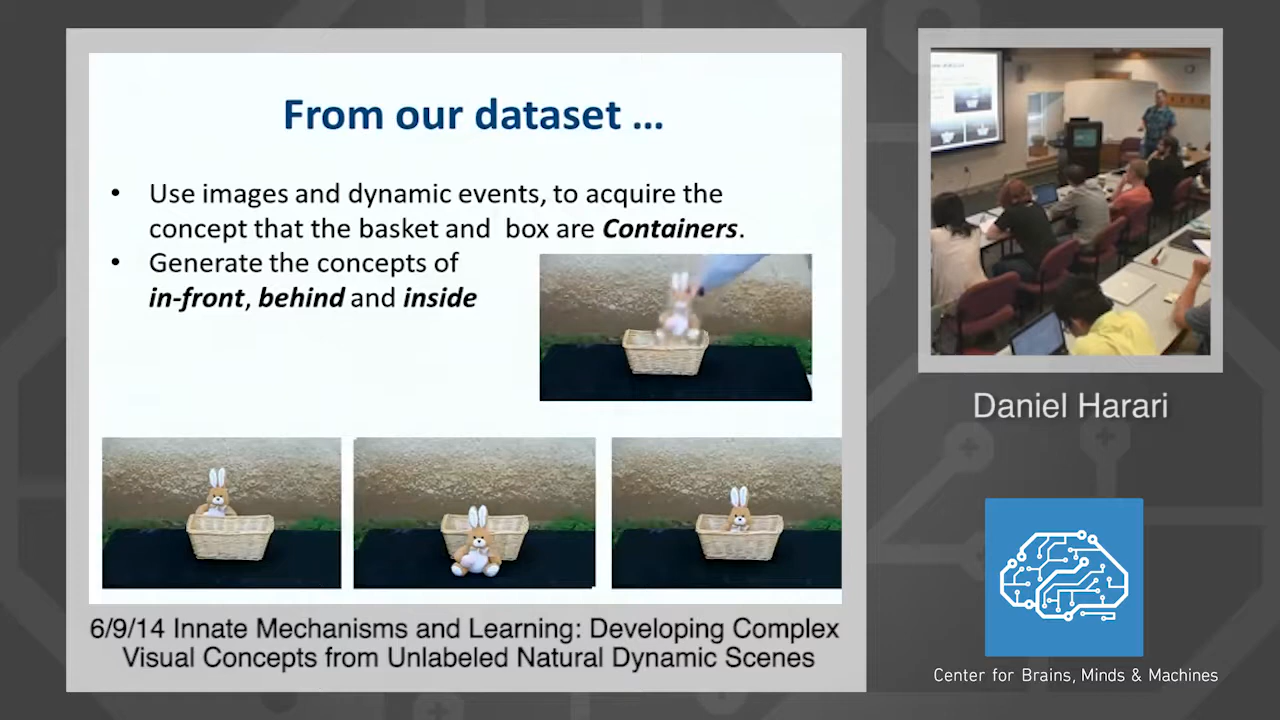 From our dataset ...
• Use images and dynamic events, to acquire the
concept that the basket and box are Containers.
• Generate the concepts of
in-front, behind and inside
6/9/14 Innate Mechanisms and Learning: Developing Complex
Visual Concepts from Unlabeled Natural Dynamic Scenes
Daniel Harari
Center for Brains, Minds & Machines